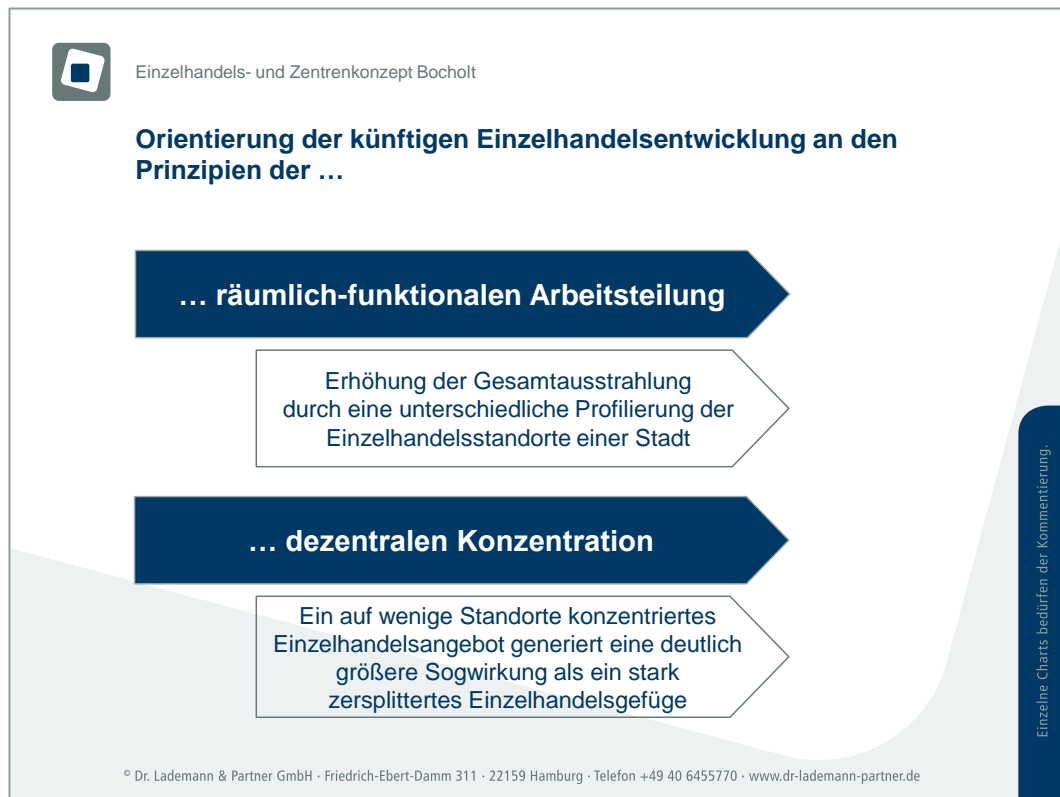 Einzelhandels- und Zentrenkonzept Bocholt
Orientierung der künftigen Einzelhandelsentwicklung an den
Prinzipien der …
… räumlich-funktionalen Arbeitsteilung
Erhöhung der Gesamtausstrahlung
durch eine unterschiedliche Profilierung der
Einzelhandelsstandorte einer Stadt
… dezentralen Konzentration
Ein auf wenige Standorte konzentriertes
Einzelhandelsangebot generiert eine deutlich
größere Sogwirkung als ein stark
zersplittertes Einzelhandelsgefüge
Einzelne Charts bedürfen der Kommentierung.
© Dr. Lademann & Partner GmbH · Friedrich-Ebert-Damm 311 · 22159 Hamburg · Telefon +49 40 6455770 · www.dr-lademann-partner.de